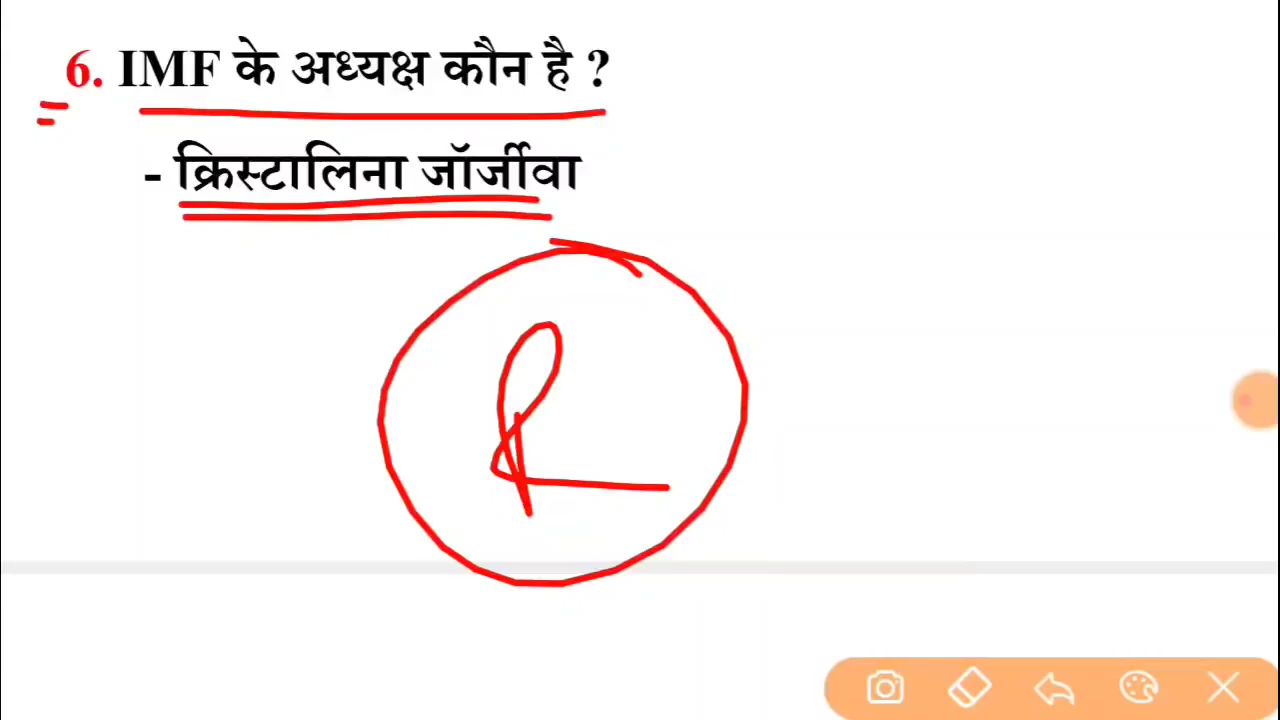 6. IMF के अध्यक्ष कौन है ?
- क्रिस्टालिना जॉर्जीवा